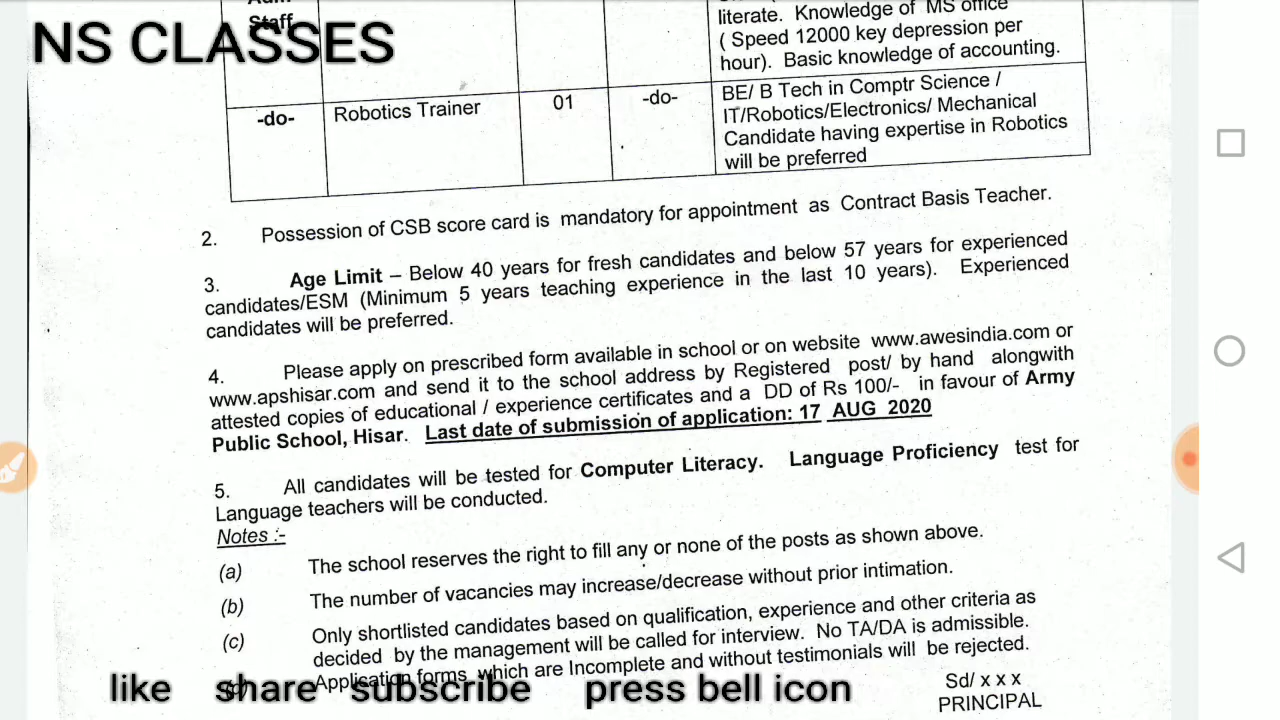 Staff
literate. Knowledge of MS office
NS CLASSES
( Speed 12000 key depression per
hour). Basic knowledge of accounting.
-do- Robotics Trainer 01 -do- BE/ B Tech in Comptr Science /
IT/Robotics/Electronics/ Mechanical
Candidate having expertise in Robotics
will be preferred
2. Possession of CSB score card is mandatory for appointment as Contract Basis Teacher.
3. Age Limit – Below 40 years for fresh candidates and below 57 years for experienced
candidates/ESM (Minimum 5 years teaching experience in the last 10 years). Experienced
candidates will be preferred.
4. Please apply on prescribed form available in school or on website www.awesindia.com or
www.apshisar.com and send it to the school address by Registered post/ by hand alongwith
attested copies of educational / experience certificates and a DD of Rs 100/- in favour of Army
Public School, Hisar. Last date of submission of application: 17 AUG 2020
5. All candidates will be tested for Computer Literacy. Language Proficiency test for
Language teachers will be conducted.
Notes :-
(a) The school reserves the right to fill any or none of the posts as shown above.
(b) The number of vacancies may increase/decrease without prior intimation.
(c) Only shortlisted candidates based on qualification, experience and other criteria as
decided by the management will be called for interview. No TA/DA is admissible.
(d) Application forms which are Incomplete and without testimonials will be rejected.
like share subscribe press bell icon
Sd/ x x x
PRINCIPAL